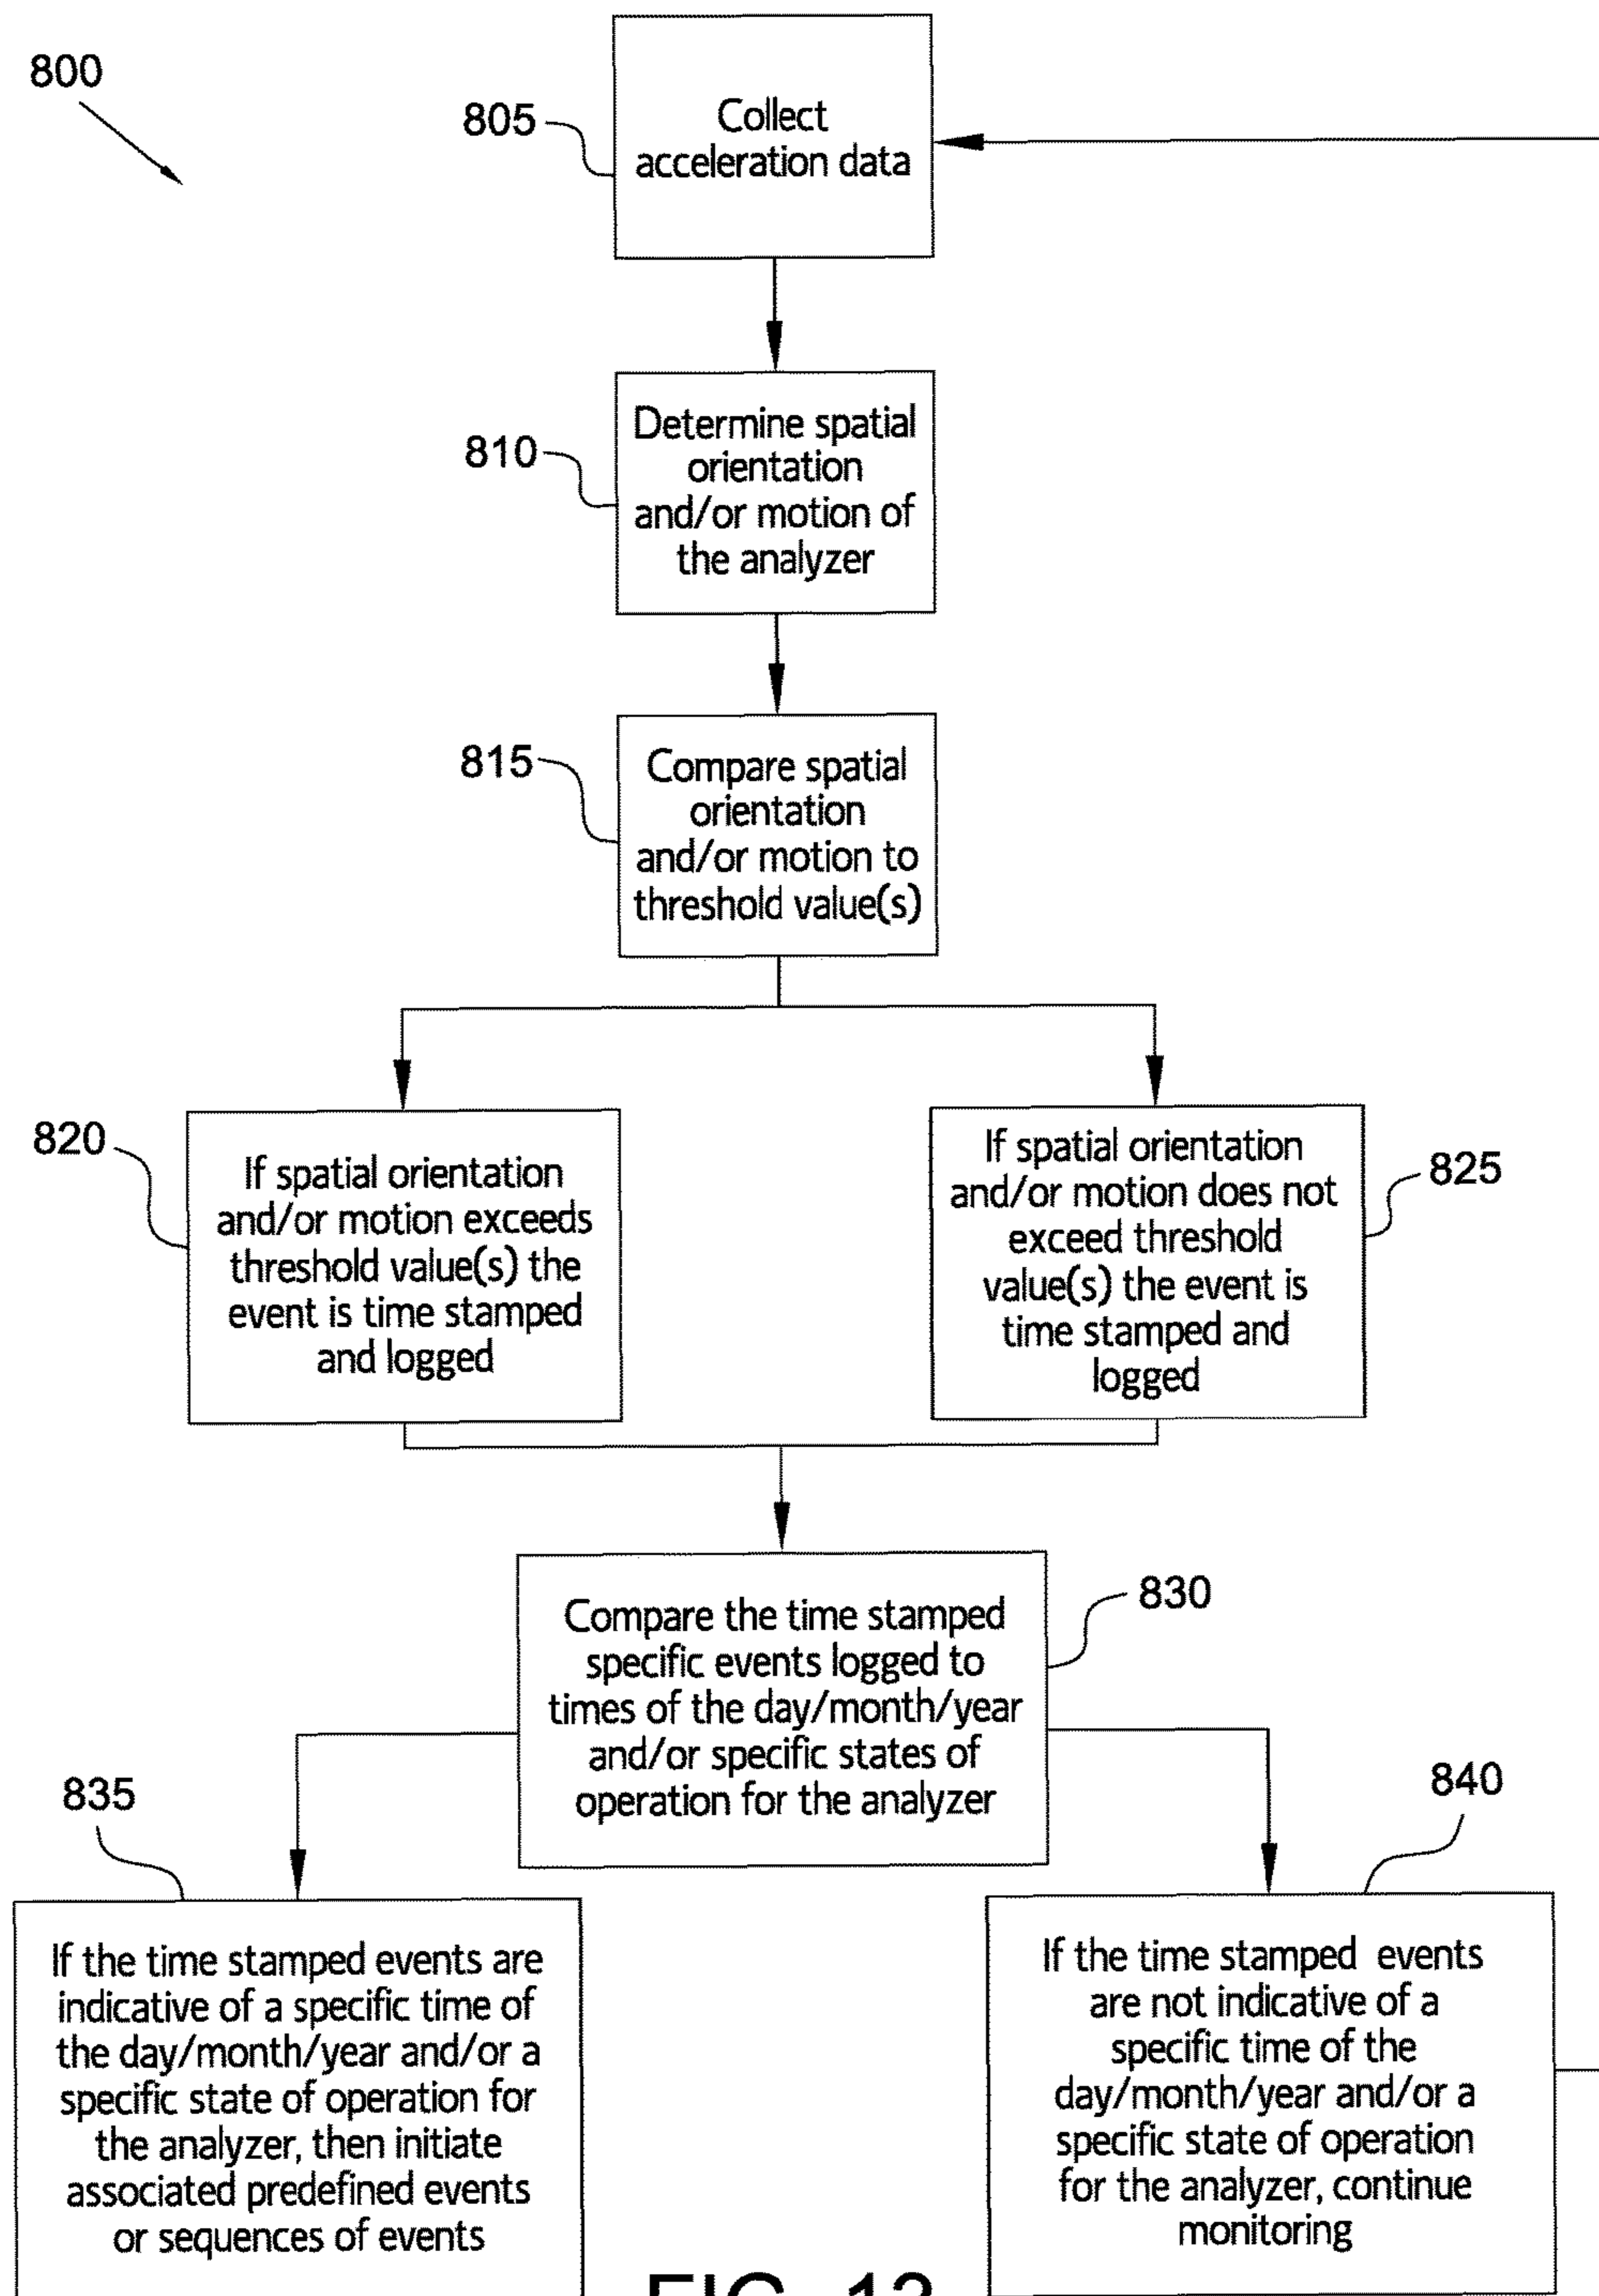 800
805
Collect
acceleration data
810
Determine spatial
orientation
and/or motion of
the analyzer
815
Compare spatial
orientation
and/or motion to
threshold value(s)
820
If spatial orientation
and/or motion exceeds
threshold value(s) the
event is time stamped
and logged
If spatial orientation
and/or motion does not
exceed threshold
value(s) the event is
time stamped and
logged
825
Compare the time stamped
specific events logged to
times of the day/month/year
and/or specific states of
operation for the analyzer
830
835
If the time stamped events are
indicative of a specific time of
the day/month/year and/or a
specific state of operation for
the analyzer, then initiate
associated predefined events
or sequences of events
840
If the time stamped events
are not indicative of a
specific time of the
day/month/year and/or a
specific state of operation
for the analyzer, continue
monitoring
FIG.